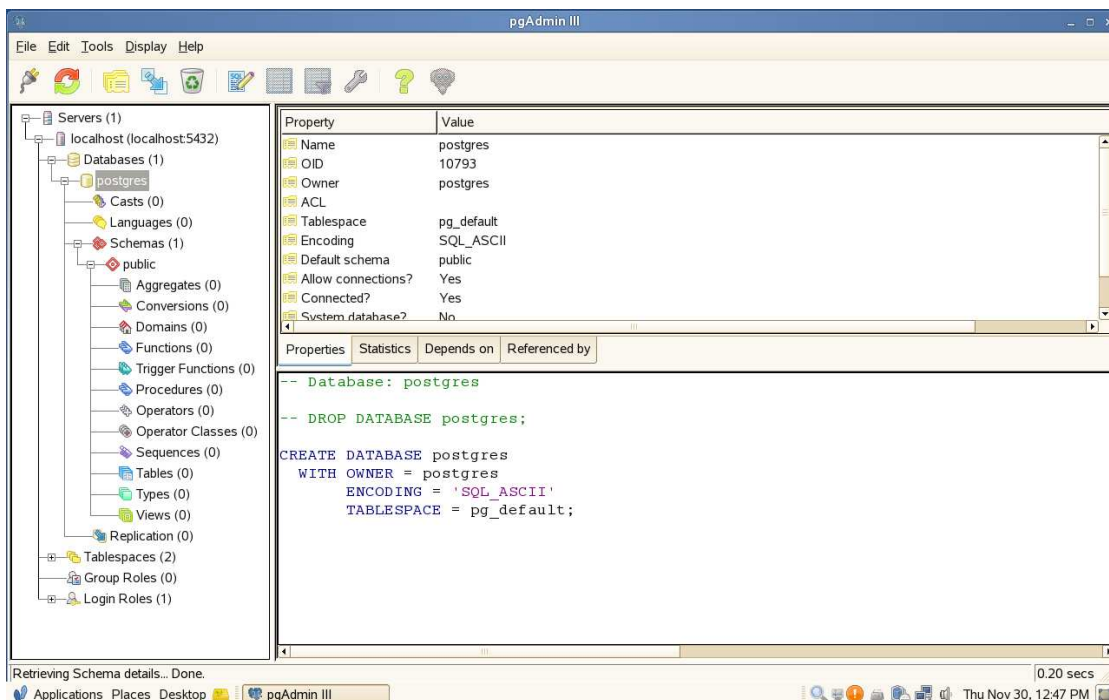 pgAdmin III
File Edit Tools Display Help
Servers (1)
localhost (localhost:5432)
Databases (1)
postgres
Casts (0)
Languages (0)
Schemas (1)
public
Aggregates (0)
Conversions (0)
Domains (0)
Functions (0)
Trigger Functions (0)
Procedures (0)
Operators (0)
Operator Classes (0)
Sequences (0)
Tables (0)
Types (0)
Views (0)
Replication (0)
Tablespaces (2)
Group Roles (0)
Login Roles (1)
Property Value
Name postgres
OID 10793
Owner postgres
ACL
Tablespace pg_default
Encoding SQL_ASCII
Default schema public
Allow connections? Yes
Connected? Yes
System database? No
Properties Statistics Depends on Referenced by
-- Database: postgres
-- DROP DATABASE postgres;
CREATE DATABASE postgres
WITH OWNER = postgres
ENCODING = 'SQL_ASCII'
TABLESPACE = pg_default;
Retrieving Schema details... Done. 0.20 secs
Applications Places Desktop pgAdmin III Thu Nov 30, 12:47 PM